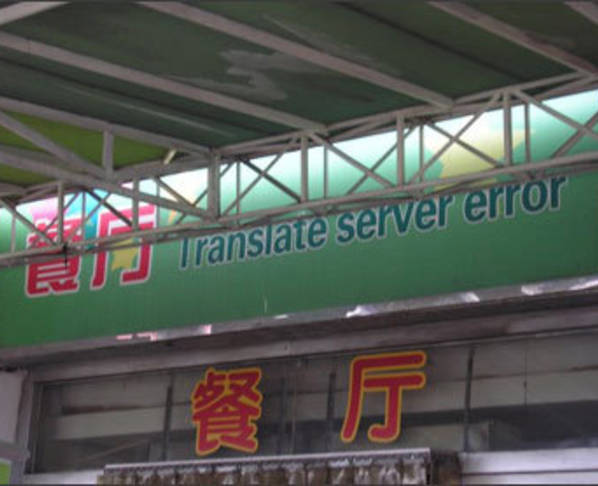 餐厅 Translate server error
餐厅